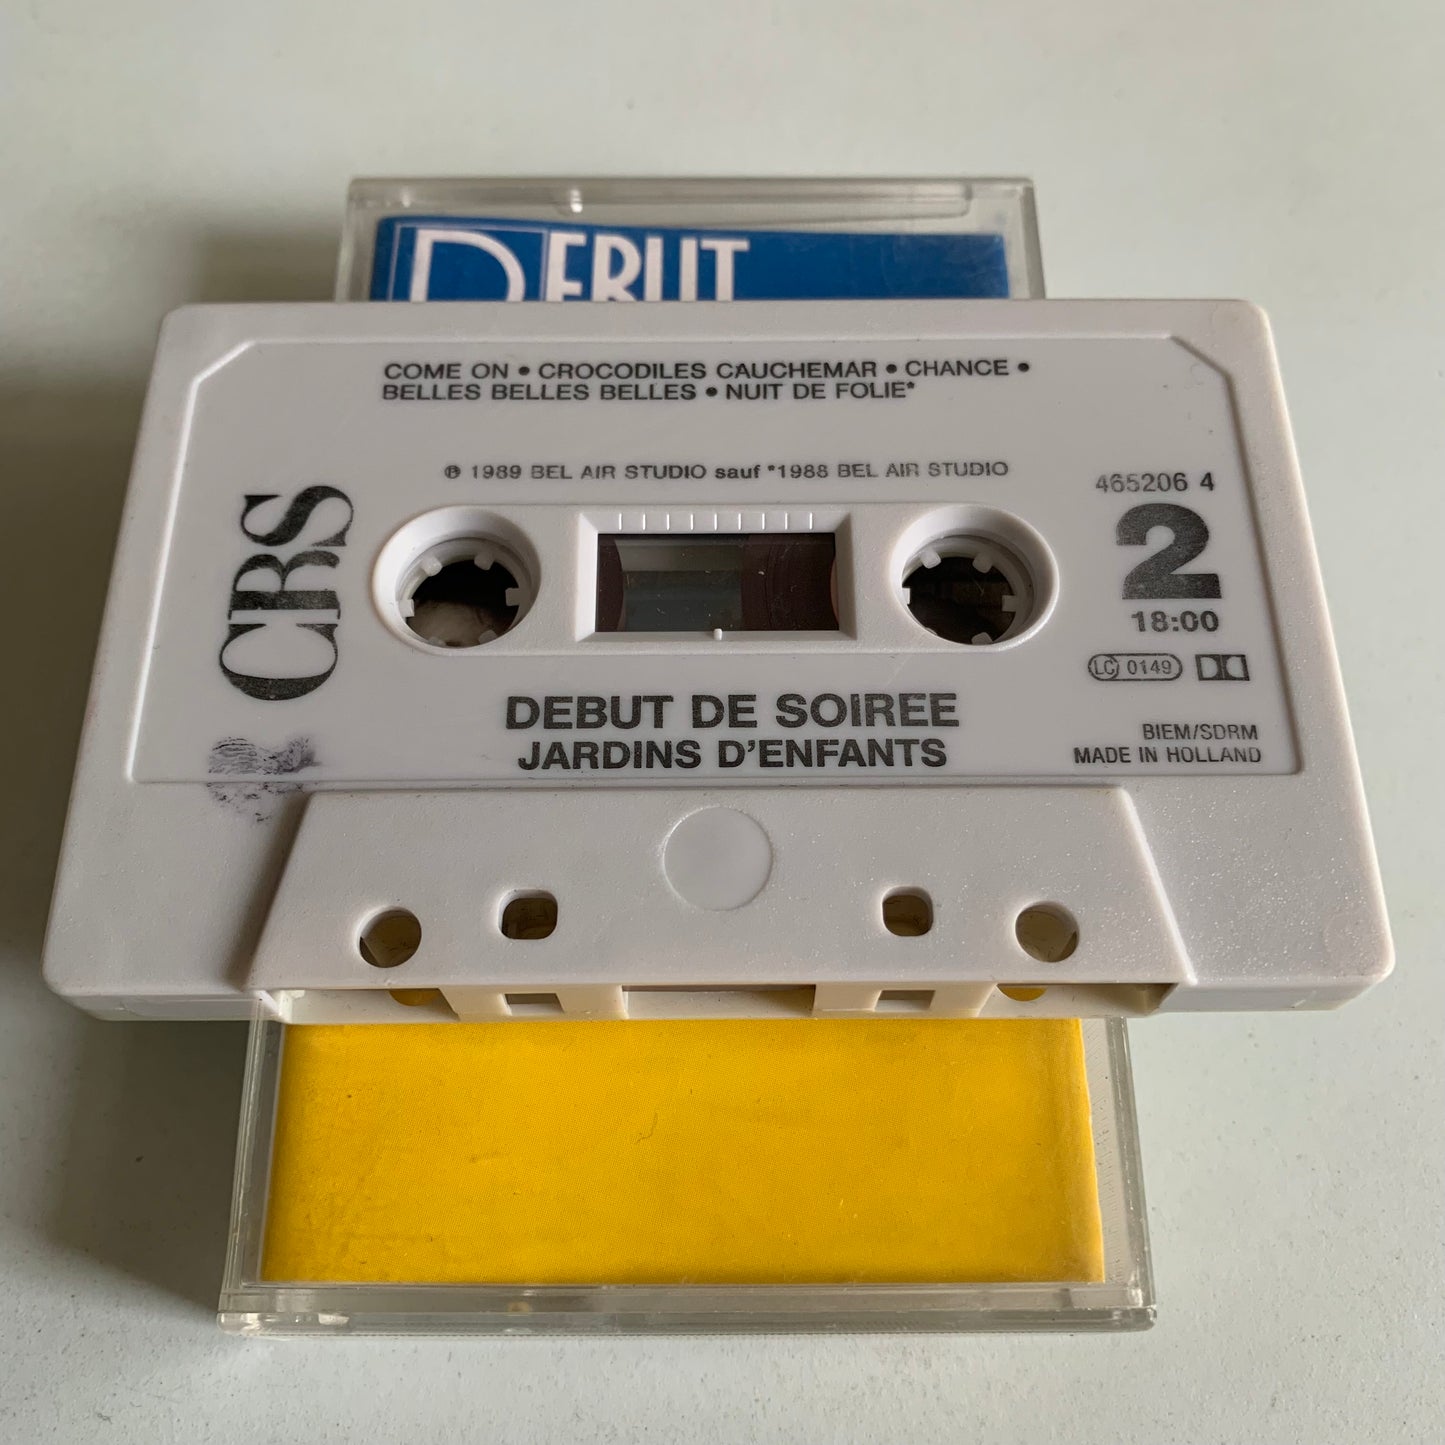 DEBUT
COME ON • CROCODILES CAUCHEMAR • CHANCE •
BELLES BELLES BELLES • NUIT DE FOLIE*
℗ 1989 BEL AIR STUDIO sauf *1988 BEL AIR STUDIO
CBS
465206 4
2
18:00
LC 0149
DEBUT DE SOIREE
JARDINS D'ENFANTS
BIEM/SDRM
MADE IN HOLLAND